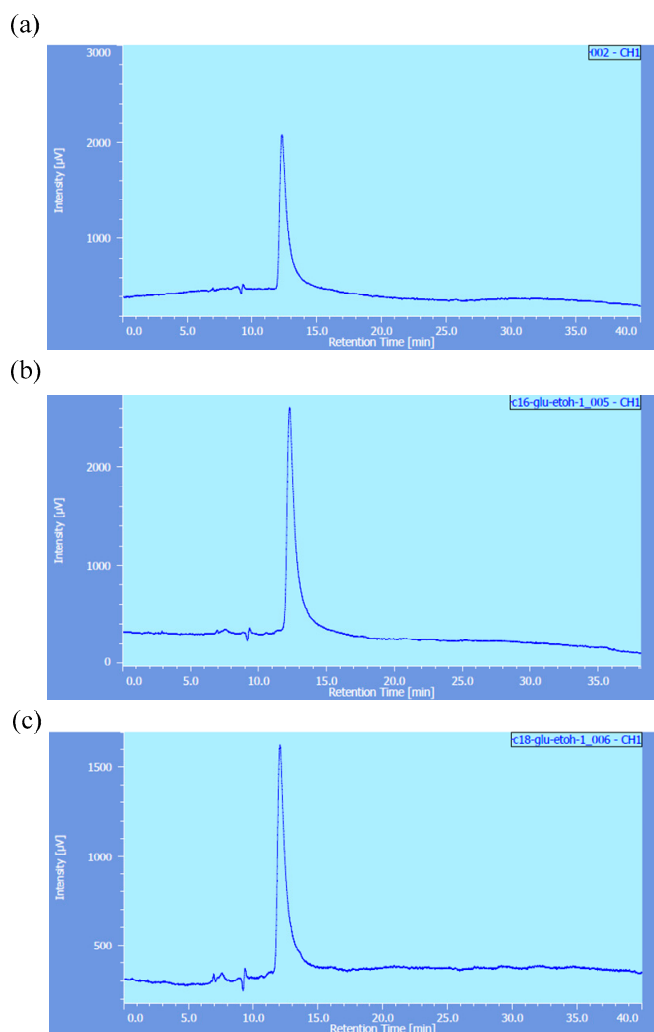 (a)
002 - CH1
3000
2000
1000
Intensity [µV]
0.0 5.0 10.0 15.0 20.0 25.0 30.0 35.0 40.0
Retention Time [min]
(b)
c16-glu-etoh-1_005 - CH1
2000
1000
0
Intensity [µV]
0.0 5.0 10.0 15.0 20.0 25.0 30.0 35.0
Retention Time [min]
(c)
c18-glu-etoh-1_006 - CH1
1500
1000
500
Intensity [µV]
0.0 5.0 10.0 15.0 20.0 25.0 30.0 35.0 40.0
Retention Time [min]